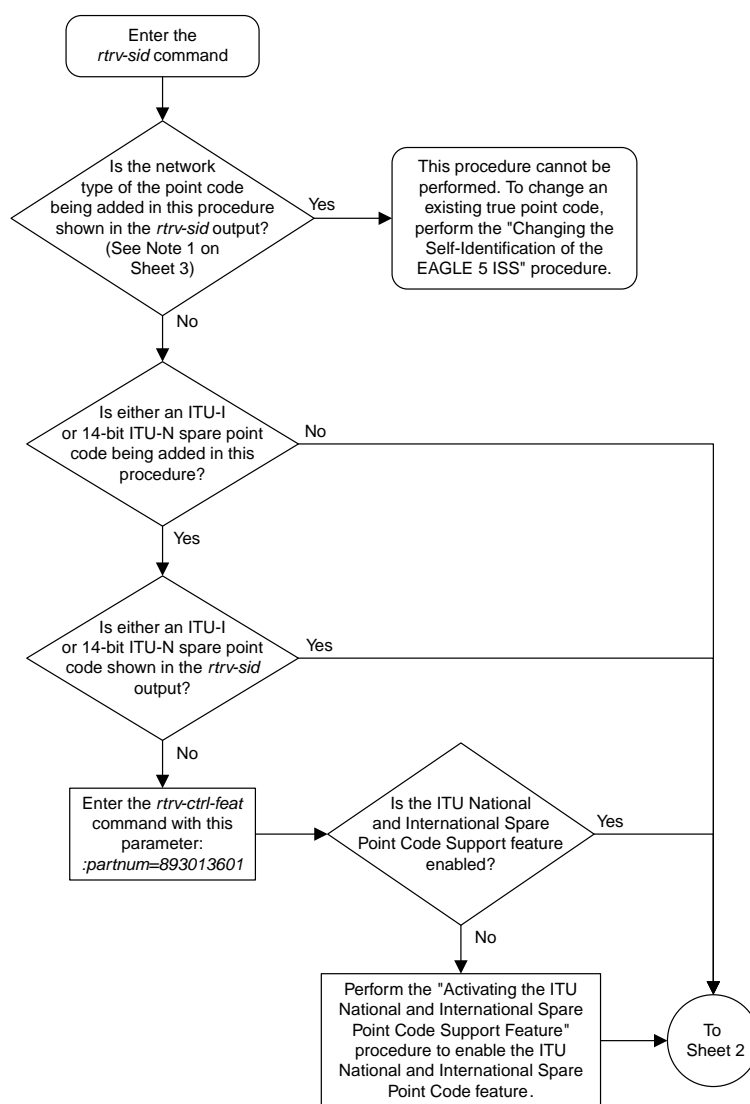 Enter the
rtrv-sid
command
Is the network
type of the point code
being added in this procedure
shown in the rtrv-sid output?
(See Note 1 on
Sheet 3)
Yes
This procedure cannot be
performed. To change an
existing true point code,
perform the "Changing the
Self-Identification of the
EAGLE 5 ISS" procedure.
No
Is either an ITU-I
or 14-bit ITU-N spare point
code being added in this
procedure?
No
Yes
Is either an ITU-I
or 14-bit ITU-N spare point
code shown in the rtrv-sid
output?
Yes
No
Enter the rtrv-ctrl-feat
command with this
parameter:
:partnum=893013601
Is the ITU National
and International Spare
Point Code Support feature
enabled?
Yes
No
Perform the "Activating the ITU
National and International Spare
Point Code Support Feature"
procedure to enable the ITU
National and International Spare
Point Code feature.
To
Sheet 2